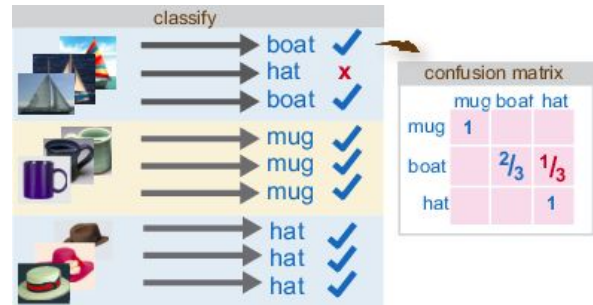 classify
boat ✓
hat x
boat ✓
mug ✓
mug ✓
mug ✓
hat ✓
hat ✓
hat ✓
confusion matrix
mug boat hat
mug 1
boat 2/3 1/3
hat 1